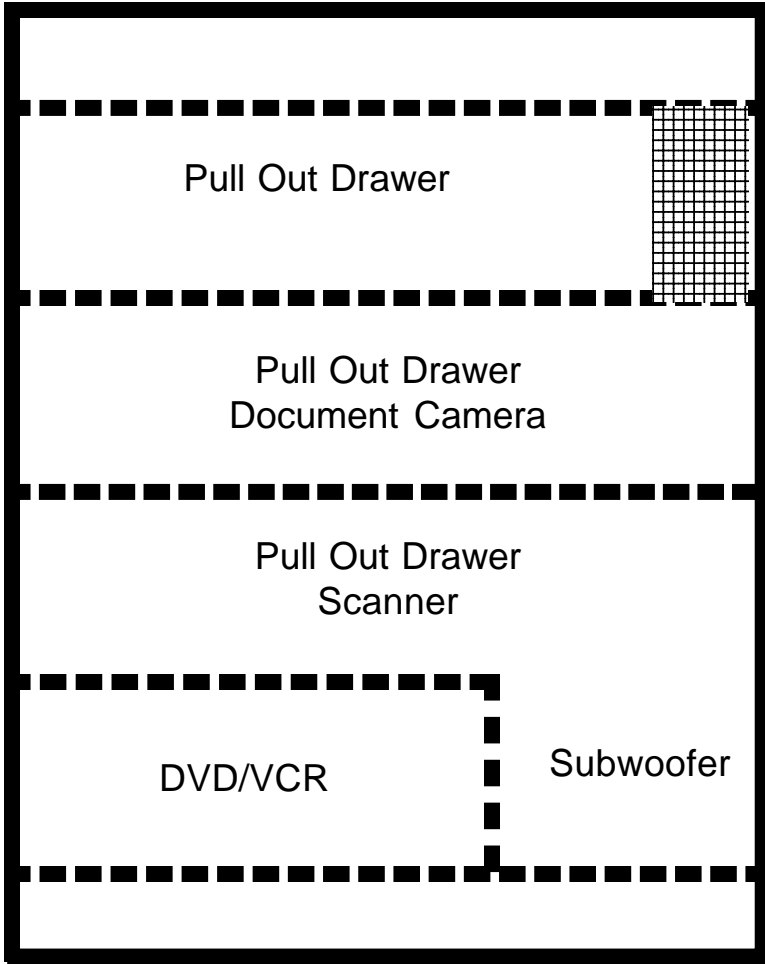 Pull Out Drawer
Pull Out Drawer
Document Camera
Pull Out Drawer
Scanner
DVD/VCR
Subwoofer